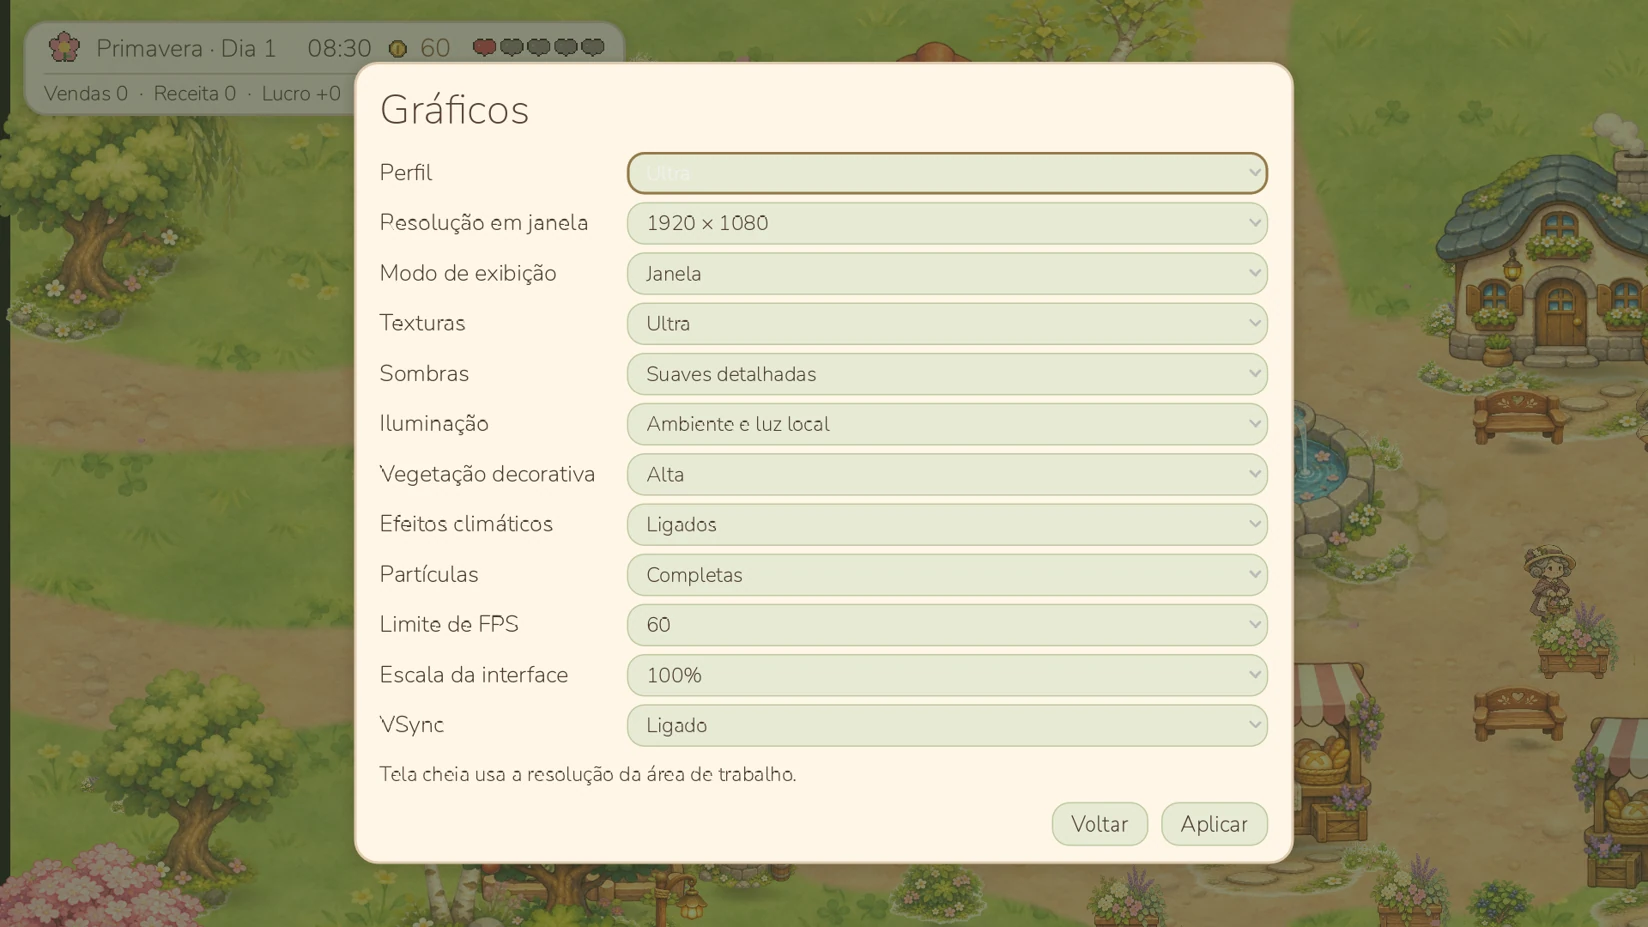 Primavera · Dia 1 08:30 60
Vendas 0 · Receita 0 · Lucro +0
Gráficos
Perfil Ultra
Resolução em janela 1920 × 1080
Modo de exibição Janela
Texturas Ultra
Sombras Suaves detalhadas
Iluminação Ambiente e luz local
Vegetação decorativa Alta
Efeitos climáticos Ligados
Partículas Completas
Limite de FPS 60
Escala da interface 100%
VSync Ligado
Tela cheia usa a resolução da área de trabalho.
Voltar Aplicar